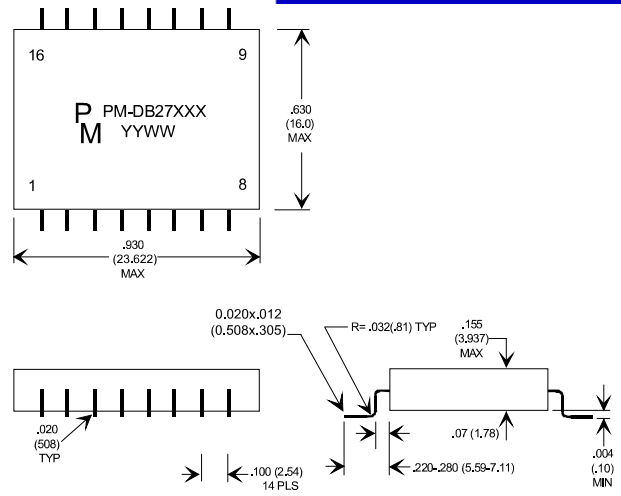 16 9
P M PM-DB27XXX
YYWW
1 8
.630
(16.0)
MAX
.930
(23.622)
MAX
0.020x.012
(0.508x.305)
R= .032(.81) TYP
.155
(3.937)
MAX
.020
(508)
TYP
.100 (2.54)
14 PLS
.07 (1.78)
.220-.280 (5.59-7.11)
.004
(.10)
MIN